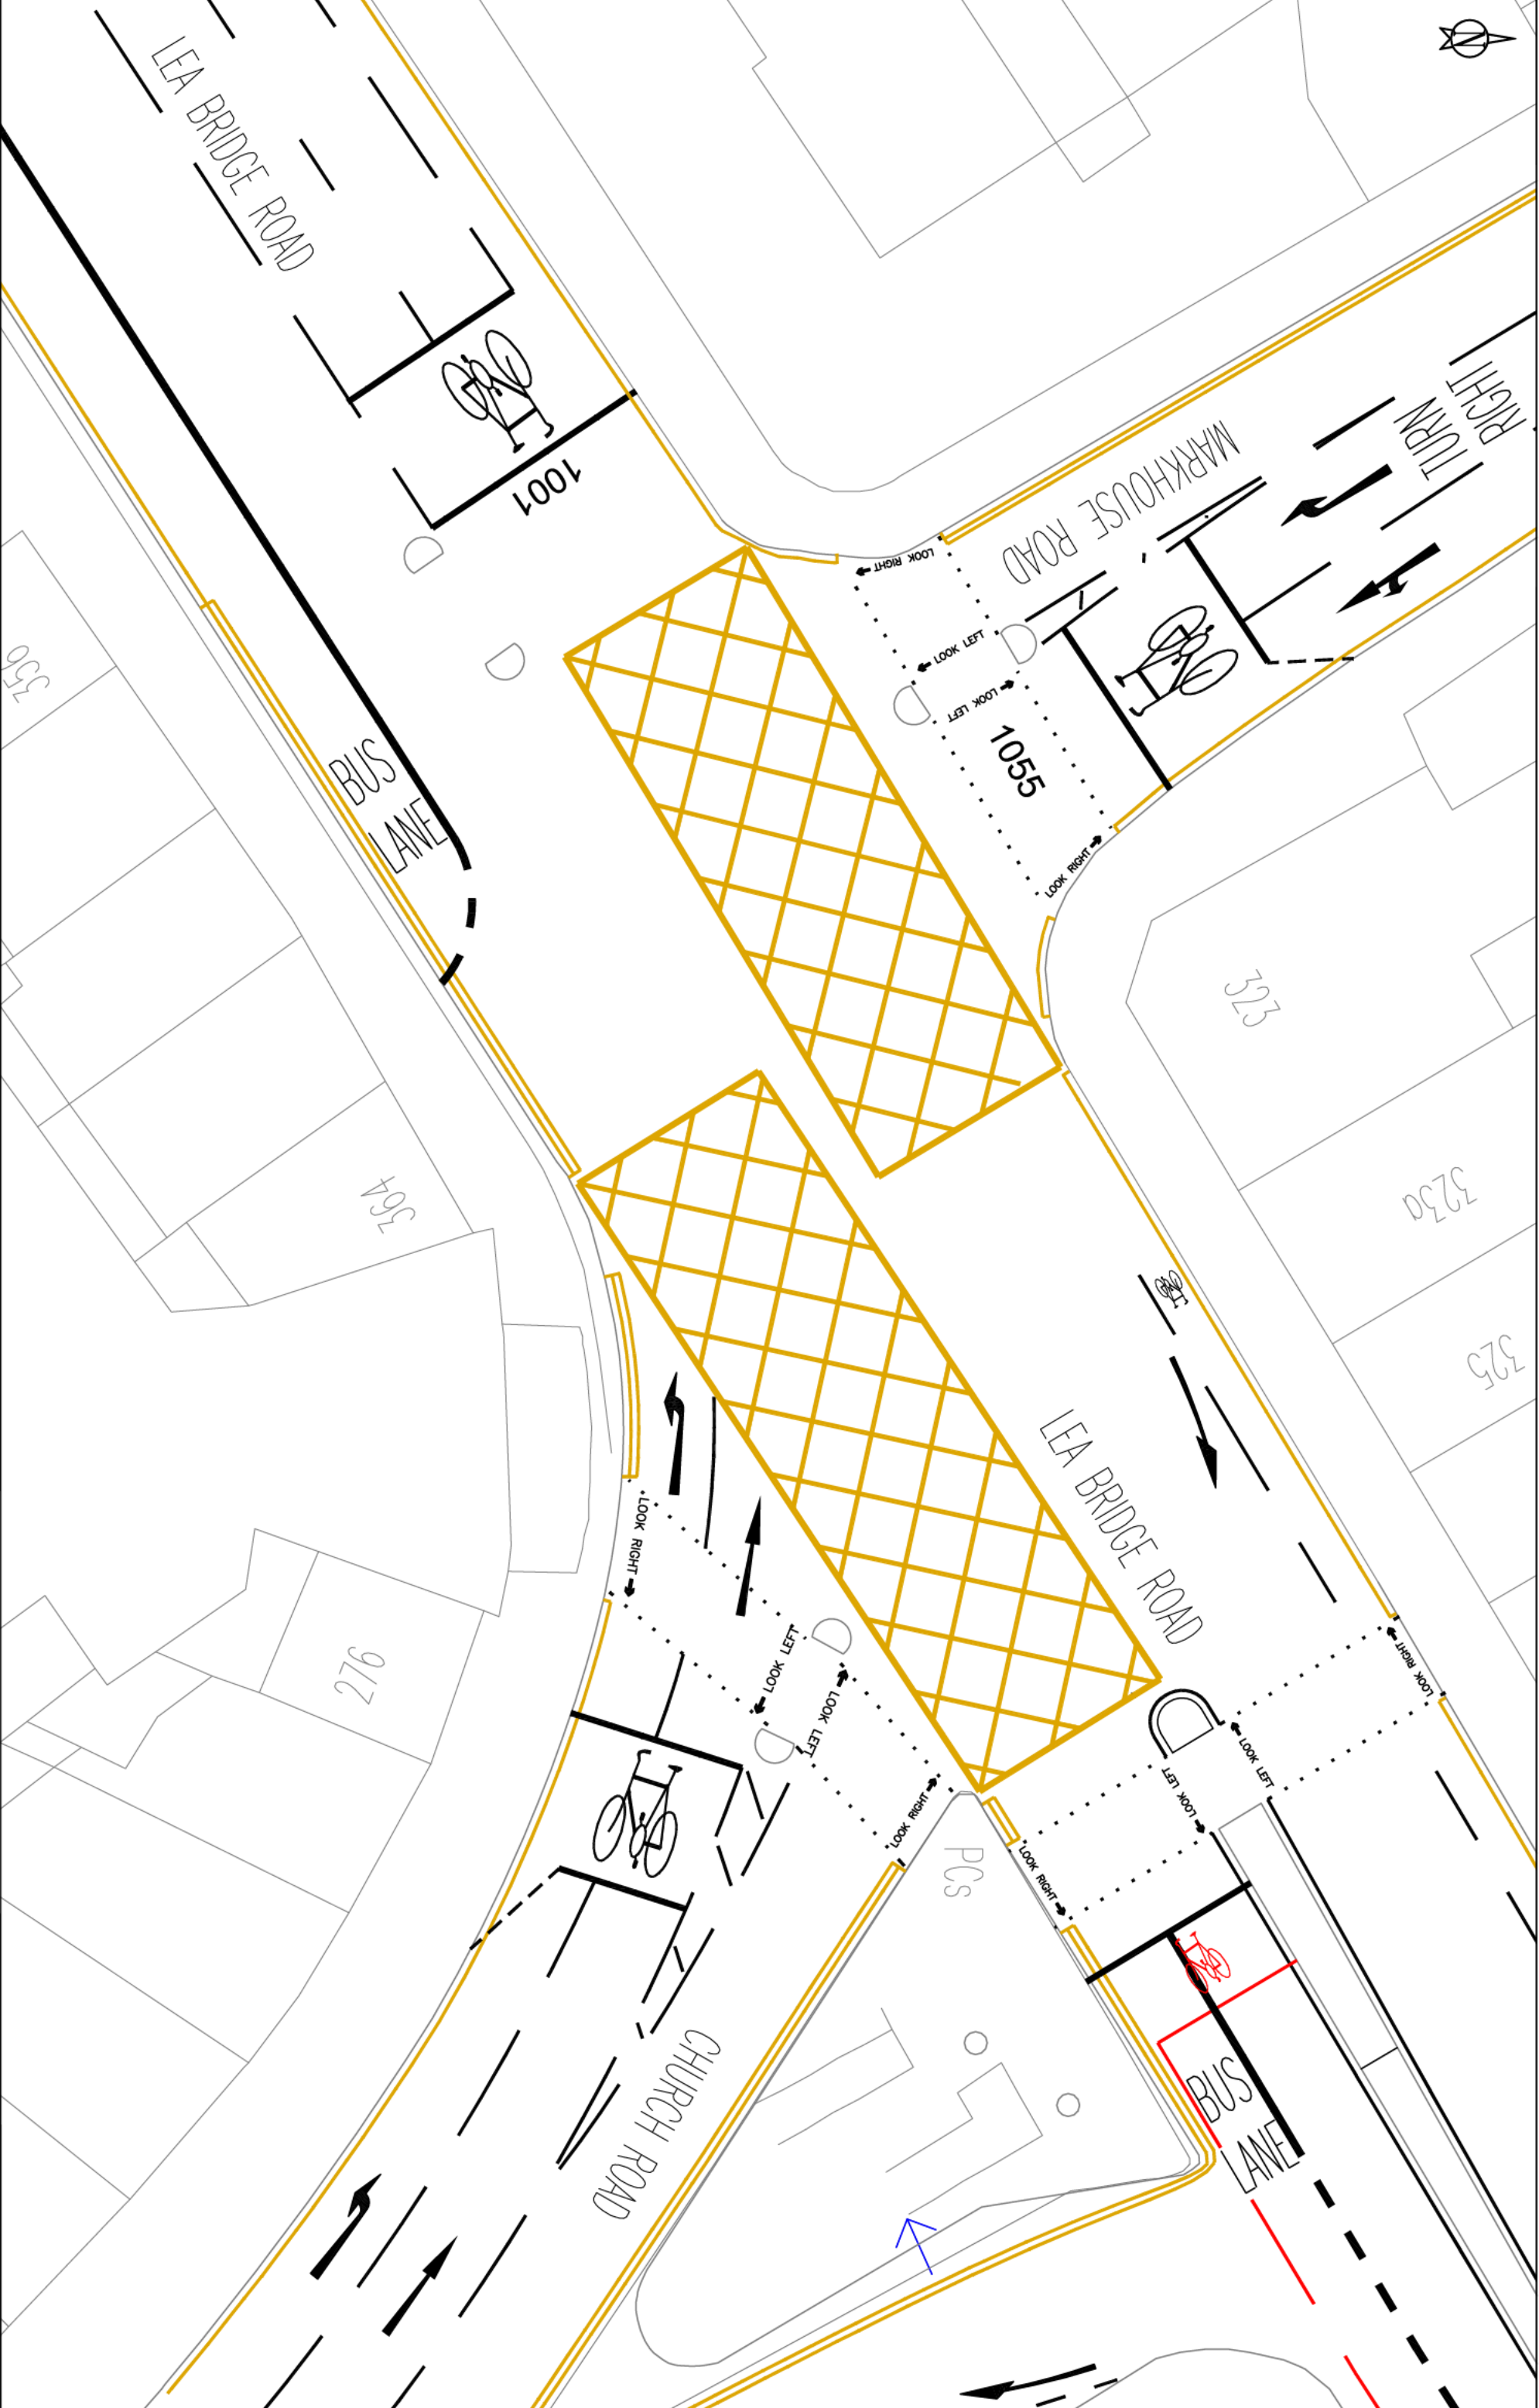 N
LEA BRIDGE ROAD
RIGHT
TURN
MARKHOUSE ROAD
1001
LOOK RIGHT
LOOK LEFT
LOOK LEFT
1055
LOOK RIGHT
358
BUS
LANE
323
364
323a
325
LEA BRIDGE ROAD
LOOK RIGHT
LOOK LEFT
LOOK LEFT
LOOK RIGHT
276
LOOK RIGHT
LOOK LEFT
LOOK LEFT
LOOK RIGHT
PCs
BUS
LANE
CHURCH ROAD